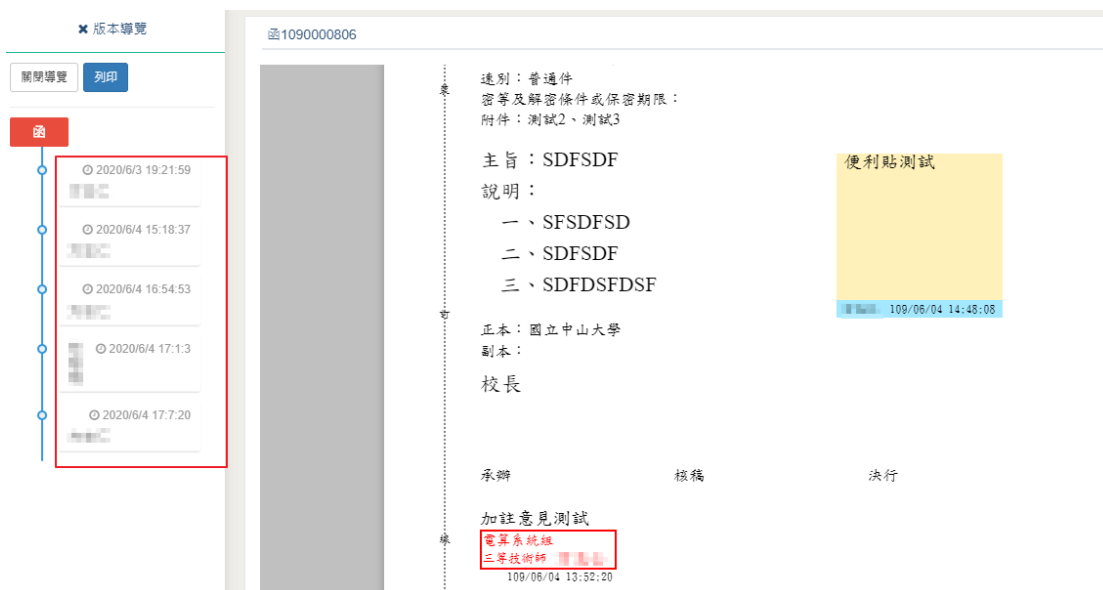 ✖ 版本導覽
關閉導覽 列印
函
2020/6/3 19:21:59
2020/6/4 15:18:37
2020/6/4 16:54:53
2020/6/4 17:1:3
2020/6/4 17:7:20
函1090000806
速別：普通件
密等及解密條件或保密期限：
附件：測試2、測試3
裝
主旨：SDFSDF
說明：
一、SFSDFSD
二、SDFSDF
三、SDFDSFDSF
便利貼測試
109/06/04 14:48:08
訂
正本：國立中山大學
副本：
校長
承辦 核稿 決行
加註意見測試
線
電算系統組
三等技術師
109/06/04 13:52:20